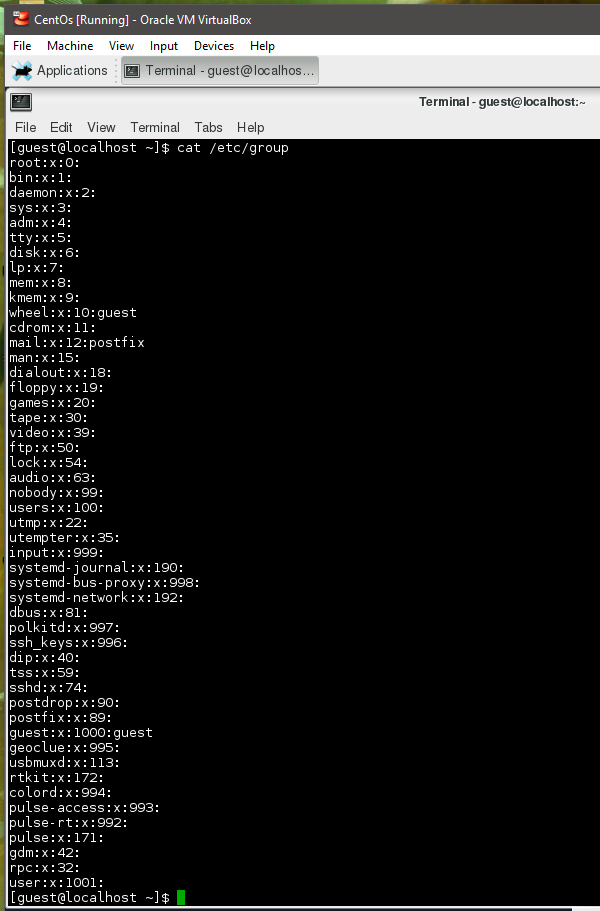 CentOs [Running] - Oracle VM VirtualBox
File Machine View Input Devices Help
Applications Terminal - guest@localhos...
Terminal - guest@localhost:~
File Edit View Terminal Tabs Help
[guest@localhost ~]$ cat /etc/group
root:x:0:
bin:x:1:
daemon:x:2:
sys:x:3:
adm:x:4:
tty:x:5:
disk:x:6:
lp:x:7:
mem:x:8:
kmem:x:9:
wheel:x:10:guest
cdrom:x:11:
mail:x:12:postfix
man:x:15:
dialout:x:18:
floppy:x:19:
games:x:20:
tape:x:30:
video:x:39:
ftp:x:50:
lock:x:54:
audio:x:63:
nobody:x:99:
users:x:100:
utmp:x:22:
utempter:x:35:
input:x:999:
systemd-journal:x:190:
systemd-bus-proxy:x:998:
systemd-network:x:192:
dbus:x:81:
polkitd:x:997:
ssh_keys:x:996:
dip:x:40:
tss:x:59:
sshd:x:74:
postdrop:x:90:
postfix:x:89:
guest:x:1000:guest
geoclue:x:995:
usbmuxd:x:113:
rtkit:x:172:
colord:x:994:
pulse-access:x:993:
pulse-rt:x:992:
pulse:x:171:
gdm:x:42:
rpc:x:32:
user:x:1001:
[guest@localhost ~]$